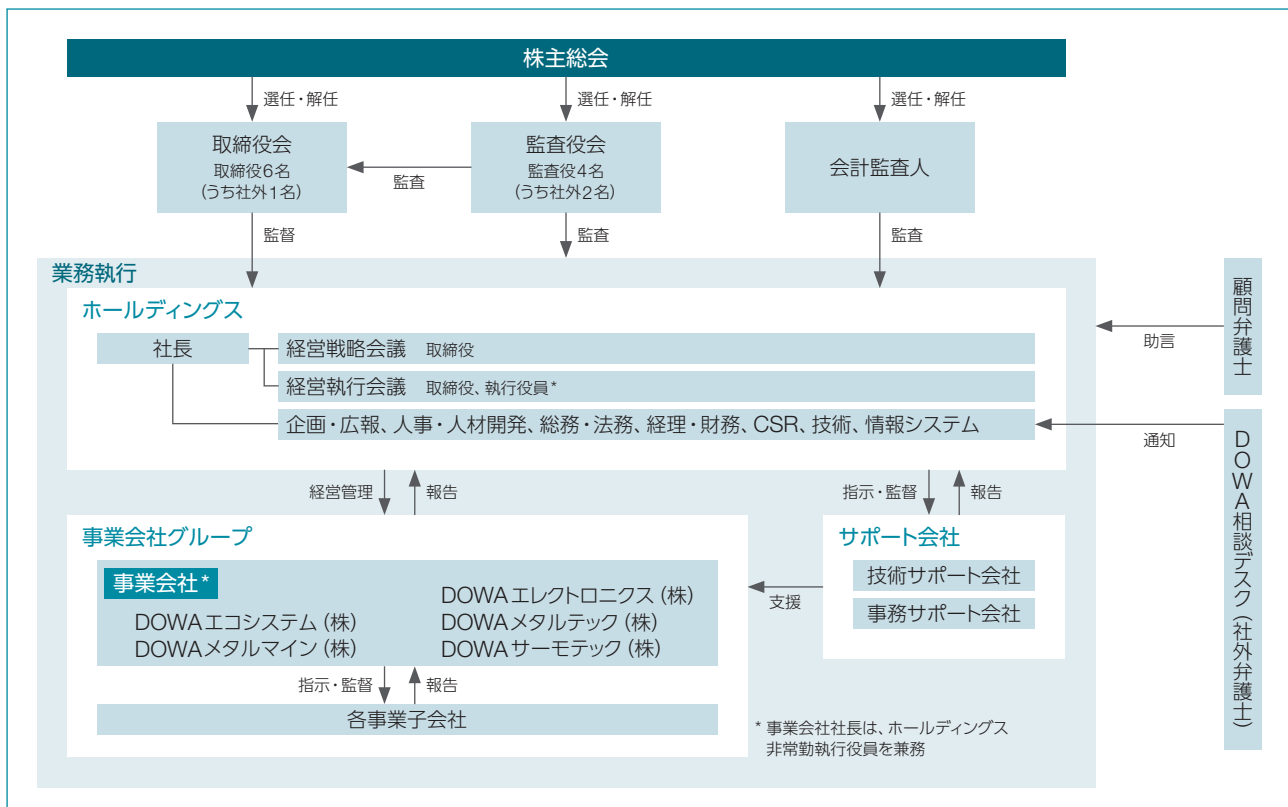 株主総会
選任・解任
選任・解任
選任・解任
取締役会
取締役6名
(うち社外1名)
監査
監査役会
監査役4名
(うち社外2名)
会計監査人
監督
監査
監査
業務執行
ホールディングス
社長
経営戦略会議 取締役
経営執行会議 取締役、執行役員*
企画・広報、人事・人材開発、総務・法務、経理・財務、CSR、技術、情報システム
助言
顧問弁護士
通知
DOWA相談デスク(社外弁護士)
経営管理
報告
指示・監督
報告
事業会社グループ
事業会社*
DOWAエコシステム(株)
DOWAメタルマイン(株)
DOWAエレクトロニクス(株)
DOWAメタルテック(株)
DOWAサーモテック(株)
指示・監督
報告
各事業子会社
支援
サポート会社
技術サポート会社
事務サポート会社
* 事業会社社長は、ホールディングス
非常勤執行役員を兼務